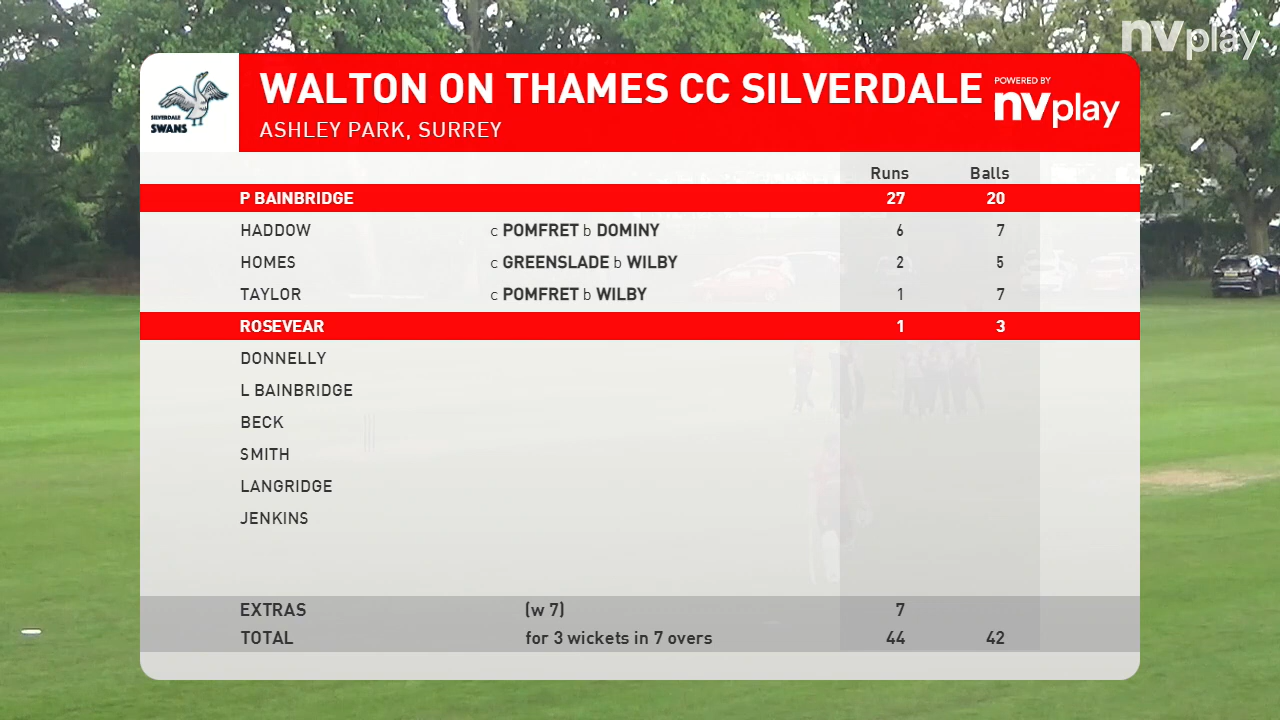 nvplay
WALTON ON THAMES CC SILVERDALE
POWERED BY
nvplay
ASHLEY PARK, SURREY
SILVERDALE
SWANS
Runs Balls
P BAINBRIDGE 27 20
HADDOW c POMFRET b DOMINY 6 7
HOMES c GREENSLADE b WILBY 2 5
TAYLOR c POMFRET b WILBY 1 7
ROSEVEAR 1 3
DONNELLY
L BAINBRIDGE
BECK
SMITH
LANGRIDGE
JENKINS
EXTRAS (w 7) 7
TOTAL for 3 wickets in 7 overs 44 42